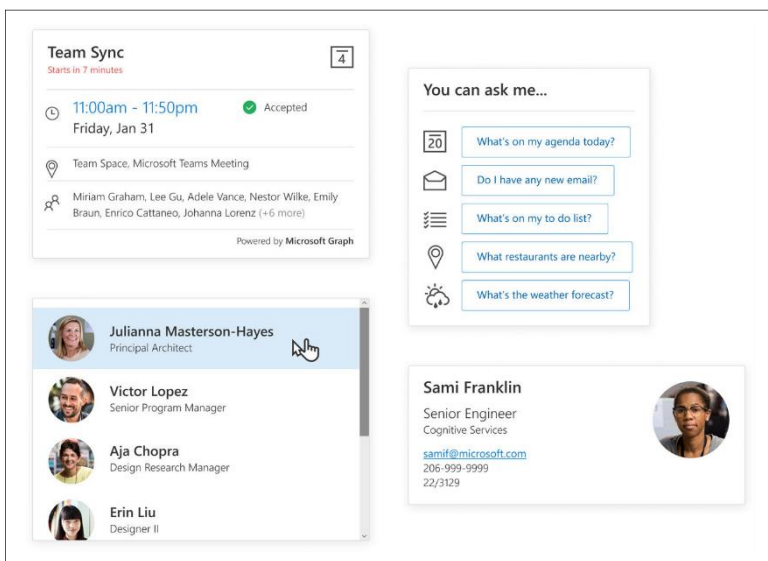 Team Sync
4
Starts in 7 minutes
11:00am - 11:50pm
Accepted
Friday, Jan 31
Team Space, Microsoft Teams Meeting
Miriam Graham, Lee Gu, Adele Vance, Nestor Wilke, Emily
Braun, Enrico Cattaneo, Johanna Lorenz (+6 more)
Powered by Microsoft Graph
You can ask me...
20
What's on my agenda today?
Do I have any new email?
What's on my to do list?
What restaurants are nearby?
What's the weather forecast?
Julianna Masterson-Hayes
Principal Architect
Victor Lopez
Senior Program Manager
Aja Chopra
Design Research Manager
Erin Liu
Designer II
Sami Franklin
Senior Engineer
Cognitive Services
samif@microsoft.com
206-999-9999
22/3129